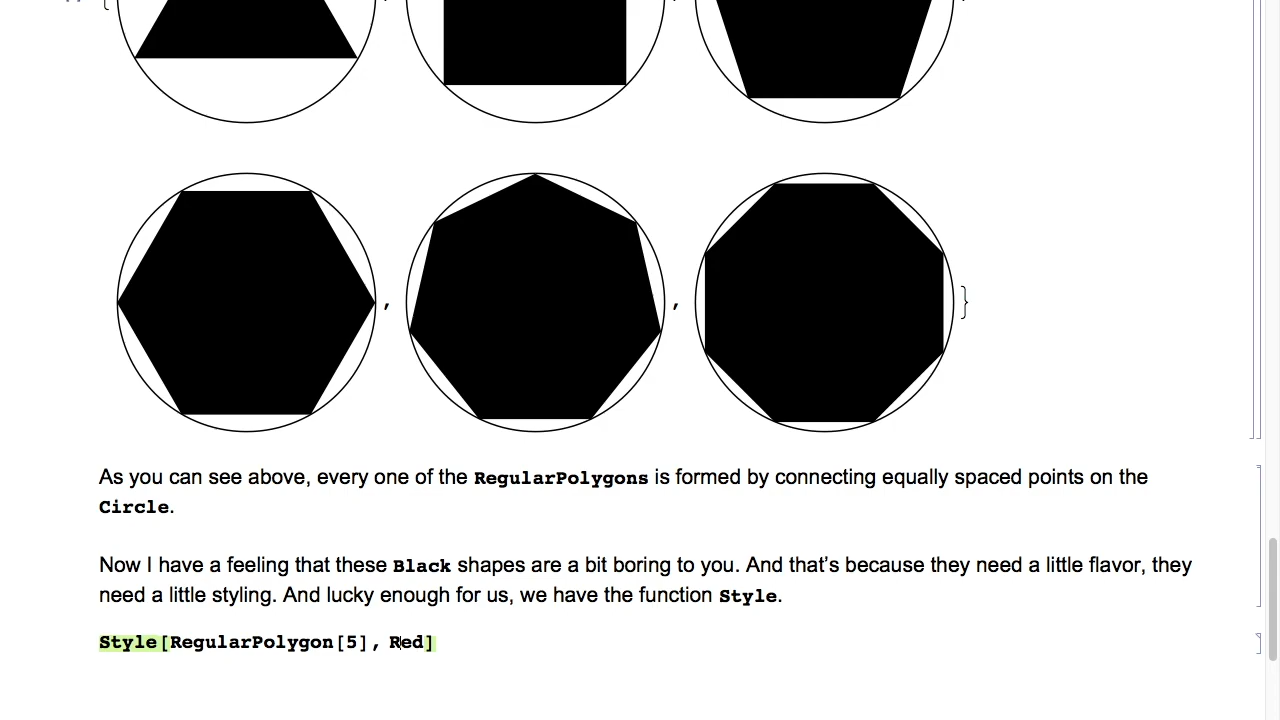 , , }
As you can see above, every one of the RegularPolygons is formed by connecting equally spaced points on the
Circle.
Now I have a feeling that these Black shapes are a bit boring to you. And that’s because they need a little flavor, they
need a little styling. And lucky enough for us, we have the function Style.
Style[RegularPolygon[5], Red]